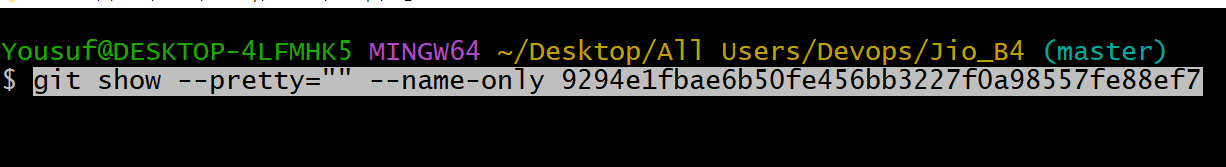 Yousuf@DESKTOP-4LFMHK5 MINGW64 ~/Desktop/All Users/Devops/Jio_B4 (master)
$ git show --pretty="" --name-only 9294e1fbae6b50fe456bb3227f0a98557fe88ef7